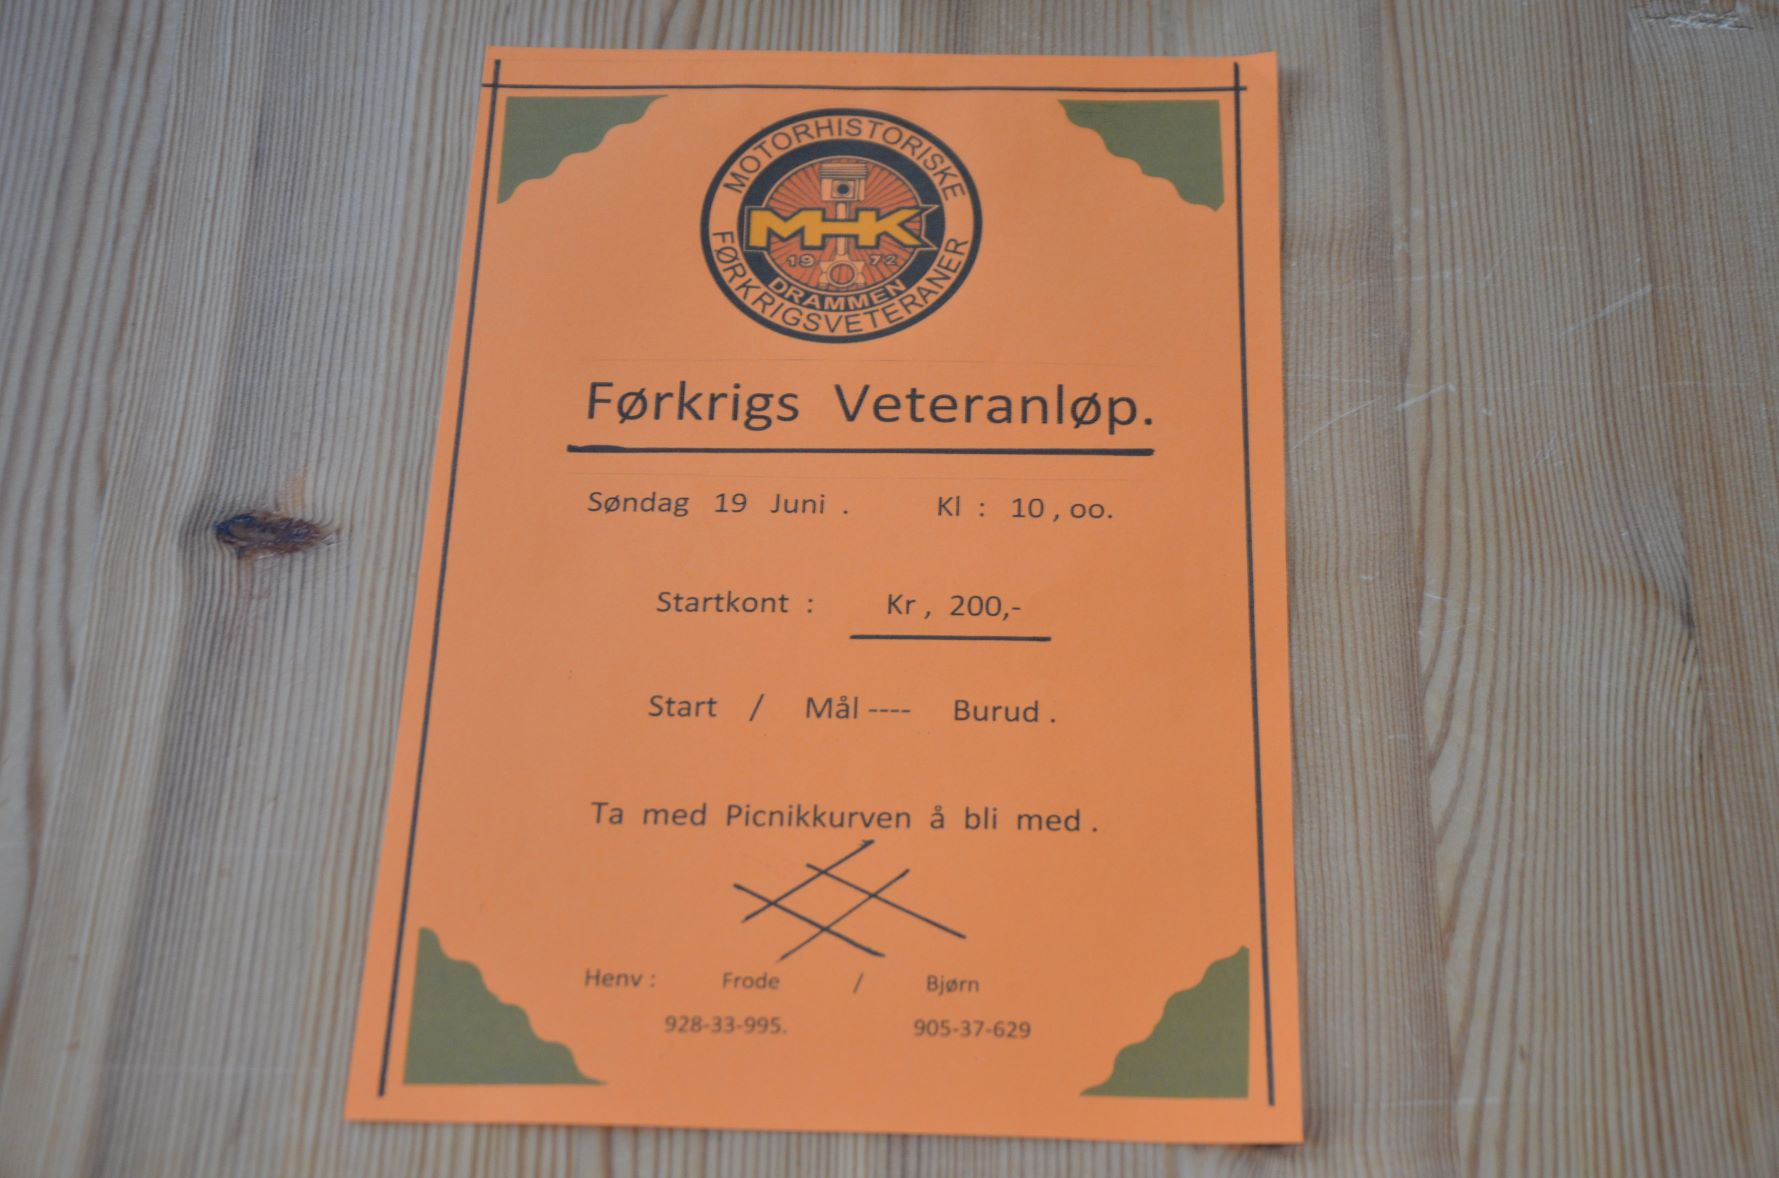 MOTORHISTORISKE
MHK
19 72
DRAMMEN
FØRKRIGSVETERANER
Førkrigs Veteranløp.
Søndag 19 Juni . Kl : 10 , oo.
Startkont : Kr , 200,-
Start / Mål ---- Burud .
Ta med Picnikkurven å bli med .
Henv : Frode / Bjørn
928-33-995. 905-37-629